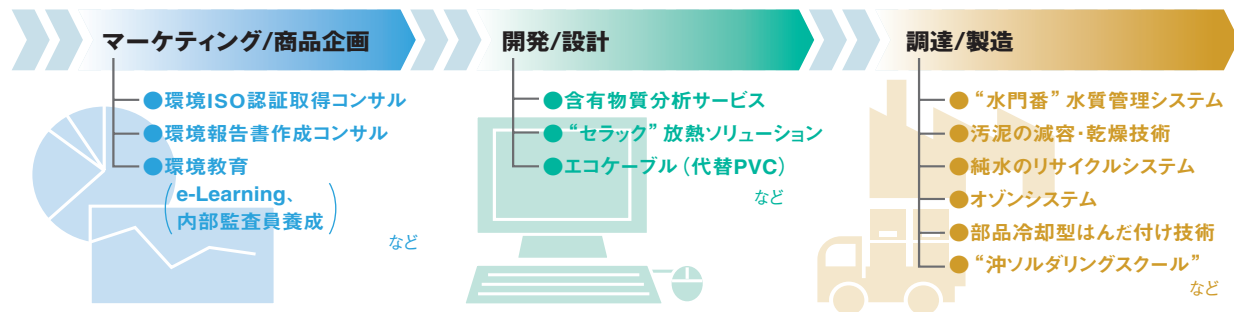 マーケティング/商品企画
●環境ISO認証取得コンサル
●環境報告書作成コンサル
●環境教育
(e-Learning、
内部監査員養成)
など
開発/設計
●含有物質分析サービス
●“セラック”放熱ソリューション
●エコケーブル(代替PVC)
など
調達/製造
●“水門番”水質管理システム
●汚泥の減容・乾燥技術
●純水のリサイクルシステム
●オゾンシステム
●部品冷却型はんだ付け技術
●“沖ソルダリングスクール”
など